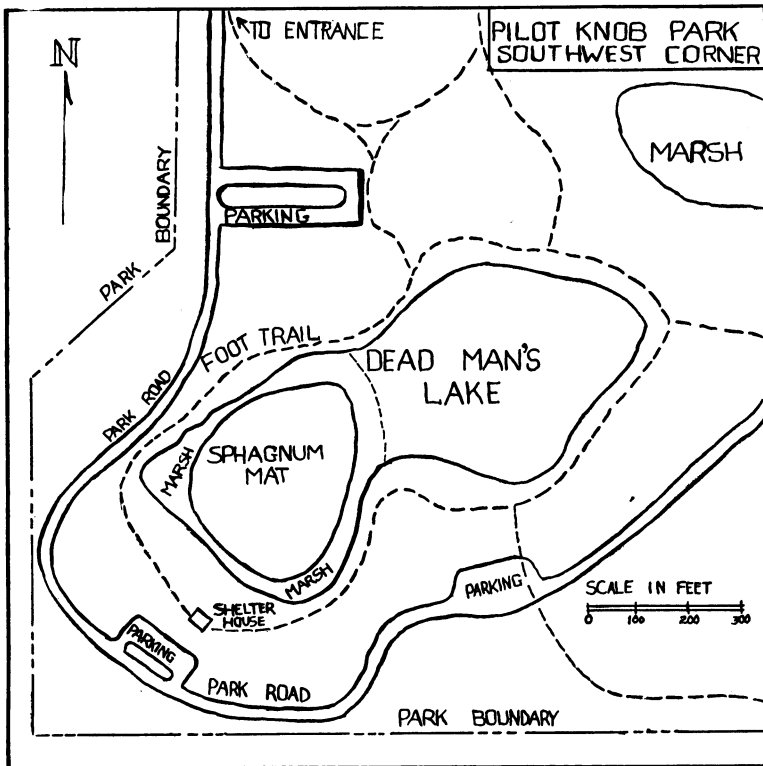 TO ENTRANCE
PILOT KNOB PARK
SOUTHWEST CORNER
N
MARSH
PARK BOUNDARY
PARKING
FOOT TRAIL
DEAD MAN'S
LAKE
PARK ROAD
SPHAGNUM
MAT
MARSH
MARSH
PARKING
SCALE IN FEET
0 100 200 300
SHELTER
HOUSE
PARKING
PARK ROAD
PARK BOUNDARY